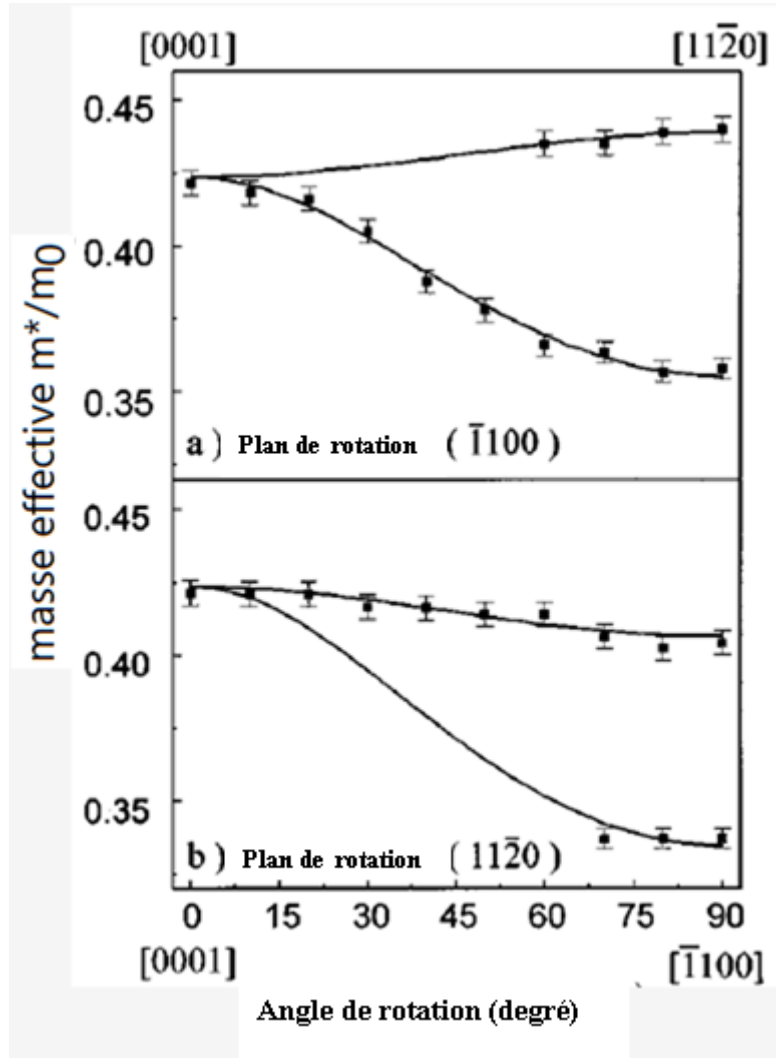 [0001] [112̅0]
masse effective m*/m0
0.45
0.40
0.35
a ) Plan de rotation ( 1̅100 )
0.45
0.40
0.35
b ) Plan de rotation ( 112̅0 )
0 15 30 45 60 75 90
[0001] [1̅100]
Angle de rotation (degré)